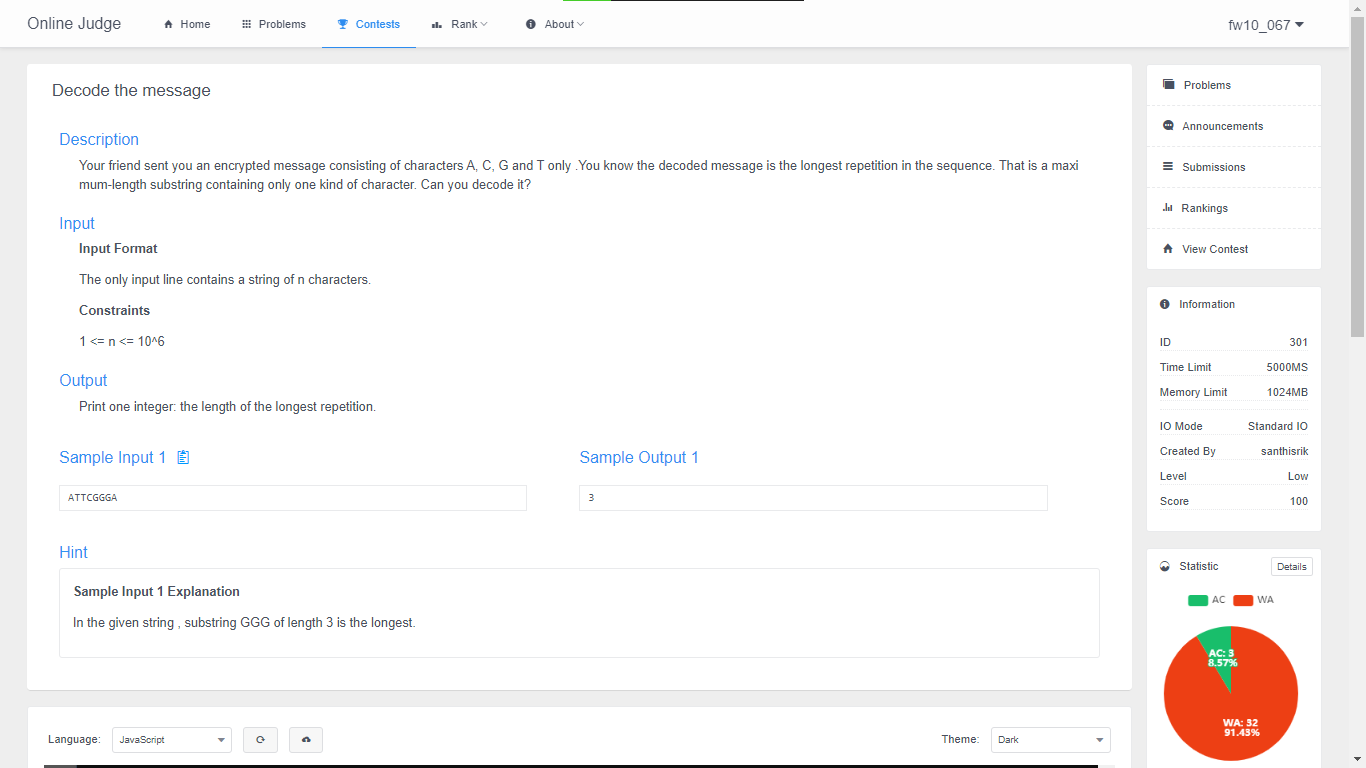 Online Judge
Home
Problems
Contests
Rank
About
fw10_067
Decode the message
Description
Your friend sent you an encrypted message consisting of characters A, C, G and T only .You know the decoded message is the longest repetition in the sequence. That is a maxi
mum-length substring containing only one kind of character. Can you decode it?
Input
Input Format
The only input line contains a string of n characters.
Constraints
1 <= n <= 10^6
Output
Print one integer: the length of the longest repetition.
Sample Input 1
Sample Output 1
ATTCGGGA
3
Hint
Sample Input 1 Explanation
In the given string , substring GGG of length 3 is the longest.
Language:
JavaScript
Theme:
Dark
Problems
Announcements
Submissions
Rankings
View Contest
Information
ID 301
Time Limit 5000MS
Memory Limit 1024MB
IO Mode Standard IO
Created By santhisrik
Level Low
Score 100
Statistic
Details
AC WA
AC: 3
8.57%
WA: 32
91.43%